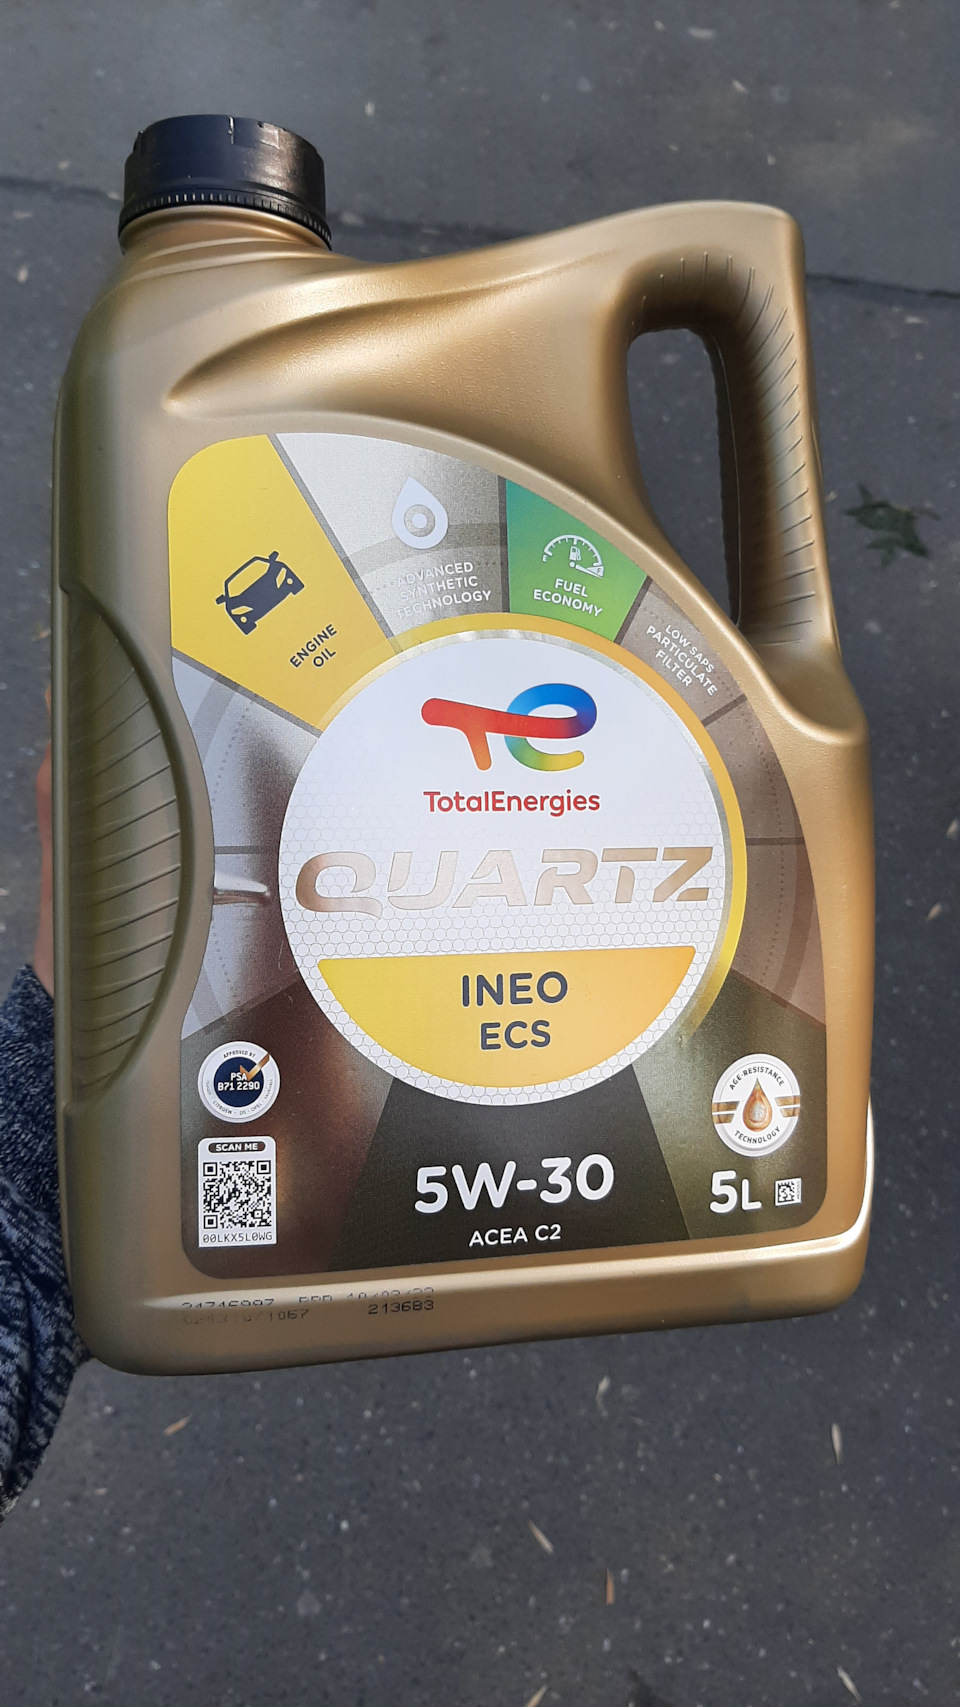 ENGINE
OIL
ADVANCED
SYNTHETIC
TECHNOLOGY
FUEL
ECONOMY
LOW SAPS
PARTICULATE
FILTER
TotalEnergies
QUARTZ
INEO
ECS
APPROVED BY
PSA
B71 2290
AGE-RESISTANCE
TECHNOLOGY
SCAN ME
00LKX5L0WG
5W-30
ACEA C2
5L
213683